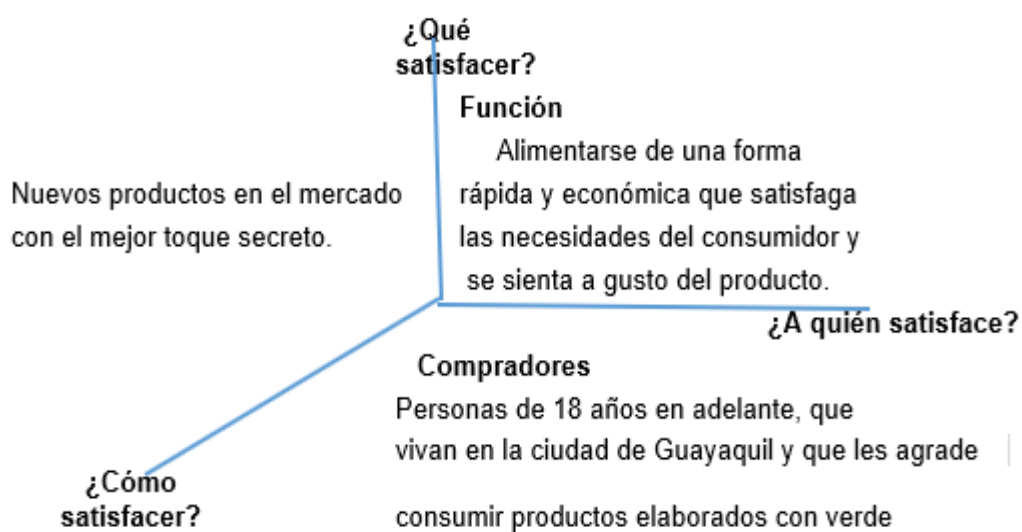 ¿Qué
satisfacer?
Función
Alimentarse de una forma
rápida y económica que satisfaga
las necesidades del consumidor y
se sienta a gusto del producto.
Nuevos productos en el mercado
con el mejor toque secreto.
¿A quién satisface?
Compradores
Personas de 18 años en adelante, que
vivan en la ciudad de Guayaquil y que les agrade
consumir productos elaborados con verde
¿Cómo
satisfacer?